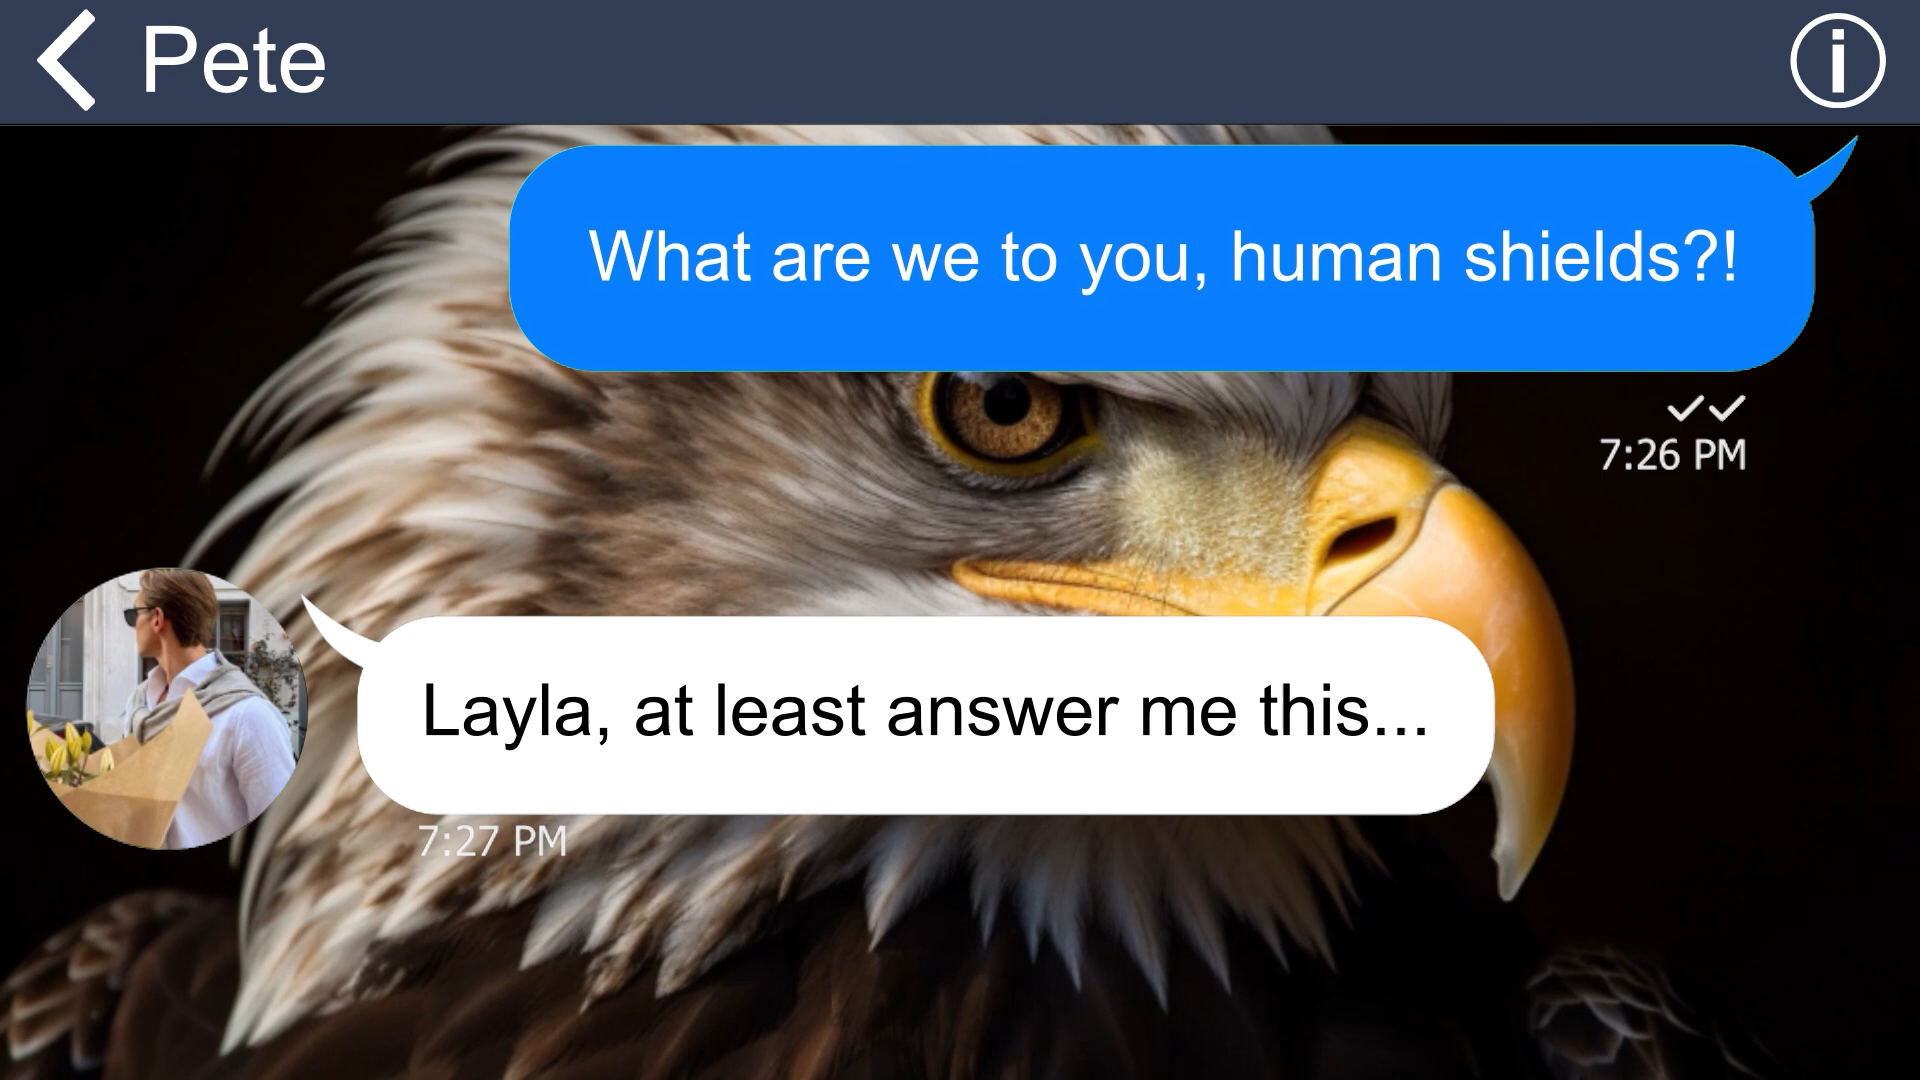 Pete
What are we to you, human shields?!
7:26 PM
Layla, at least answer me this...
7:27 PM